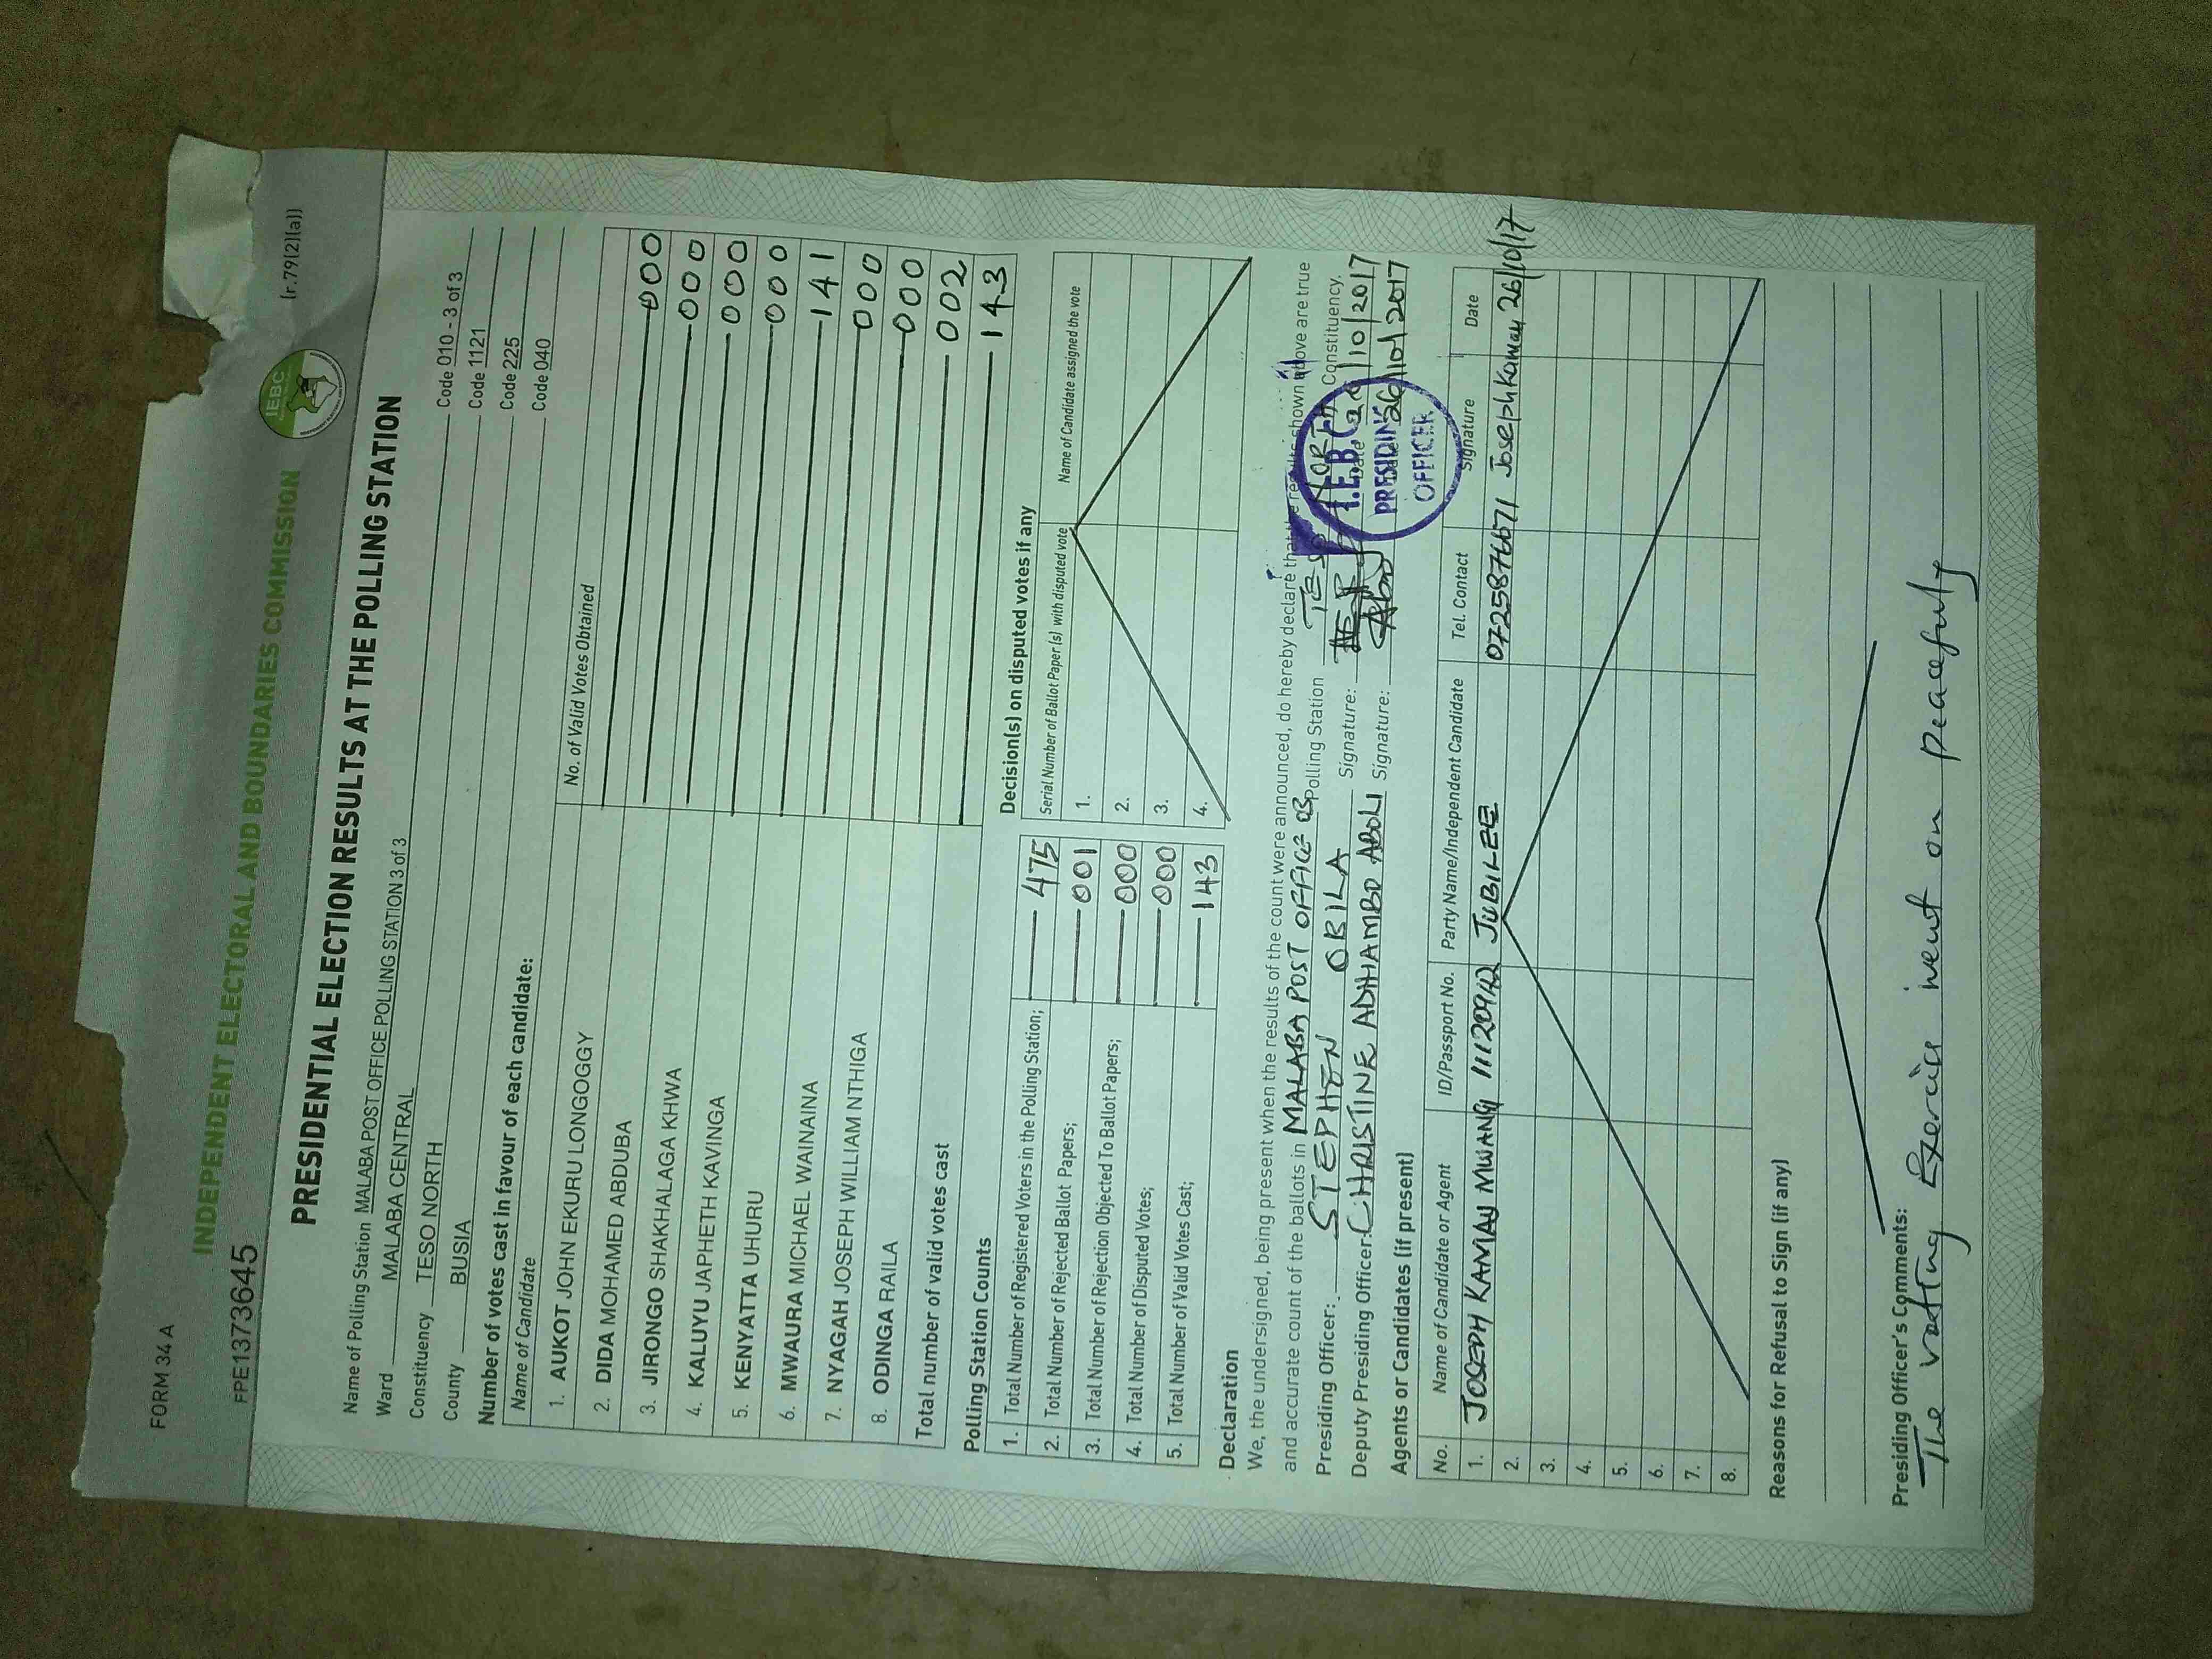 FORM 34 A
(r.79(2)(a))
IEBC
INDEPENDENT ELECTORAL AND BOUNDARIES COMMISSION
FPE1373645
PRESIDENTIAL ELECTION RESULTS AT THE POLLING STATION
Name of Polling Station MALABA POST OFFICE POLLING STATION 3 of 3 Code 010 - 3 of 3
Ward MALABA CENTRAL Code 1121
Constituency TESO NORTH Code 225
County BUSIA Code 040
Number of votes cast in favour of each candidate:
Name of Candidate No. of Valid Votes Obtained
1. AUKOT JOHN EKURU LONGOGGY 000
2. DIDA MOHAMED ABDUBA 000
3. JIRONGO SHAKHALAGA KHWA 000
4. KALUYU JAPHETH KAVINGA 000
5. KENYATTA UHURU 141
6. MWAURA MICHAEL WAINAINA 000
7. NYAGAH JOSEPH WILLIAM NTHIGA 000
8. ODINGA RAILA 002
Total number of valid votes cast 143
Polling Station Counts
1. Total Number of Registered Voters in the Polling Station; 475
2. Total Number of Rejected Ballot Papers; 001
3. Total Number of Rejection Objected To Ballot Papers; 000
4. Total Number of Disputed Votes; 000
5. Total Number of Valid Votes Cast; 143
Decision(s) on disputed votes if any
Serial Number of Ballot Paper (s) with disputed vote Name of Candidate assigned the vote
1.
2.
3.
4.
Declaration
We, the undersigned, being present when the results of the count were announced, do hereby declare that the results shown above are true
and accurate count of the ballots in MALABA POST OFFICE 03 Polling Station TESO NORTH Constituency.
Presiding Officer: STEPHEN OBILA Signature: Date 26/10/2017
Deputy Presiding Officer: CHRISTINE ADHIAMBO ABOLI Signature: 26/10/2017
I.E.B.C
PRESIDING
OFFICER
Agents or Candidates (if present)
No. Name of Candidate or Agent ID/Passport No. Party Name/Independent Candidate Tel. Contact Signature Date
1. JOSEPH KAMAU MWANGI 11120942 JUBILEE Joseph Kamau 26/10/17
2.
3.
4.
5.
6.
7.
8.
Reasons for Refusal to Sign (if any)
Presiding Officer's Comments:
The votting Exercise went on peacefully